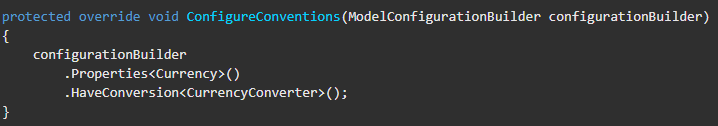 protected override void ConfigureConventions(ModelConfigurationBuilder configurationBuilder)
{
    configurationBuilder
        .Properties<Currency>()
        .HaveConversion<CurrencyConverter>();
}